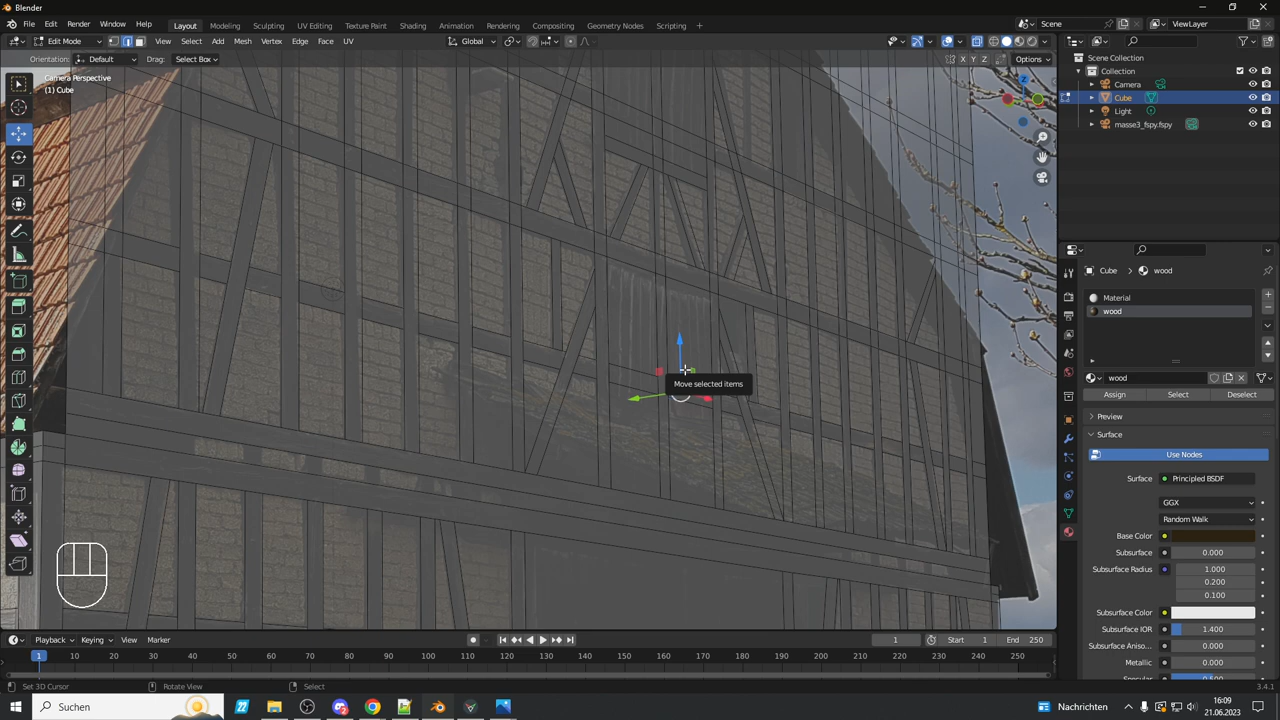 Blender
File Edit Render Window Help
Layout Modeling Sculpting UV Editing Texture Paint Shading Animation Rendering Compositing Geometry Nodes Scripting +
Scene
ViewLayer
Edit Mode View Select Add Mesh Vertex Edge Face UV
Global
Orientation: Default Drag: Select Box
X Y Z Options
Camera Perspective
(1) Cube
Z
Move selected items
Scene Collection
Collection
Camera
Cube
Light
masse3_fspy.fspy
Cube > wood
Material
wood
wood
Assign Select Deselect
Preview
Surface
Use Nodes
Surface Principled BSDF
GGX
Random Walk
Base Color
Subsurface 0.000
Subsurface Radius 1.000
0.200
0.100
Subsurface Color
Subsurface IOR 1.400
Subsurface Aniso... 0.000
Metallic 0.000
Specular 0.500
Playback Keying View Marker
1 Start 1 End 250
1 10 20 30 40 50 60 70 80 90 100 110 120 130 140 150 160 170 180 190 200 210 220 230 240 250
Set 3D Cursor Rotate View Select
3.4.1
Suchen
Nachrichten
16:09
21.06.2023